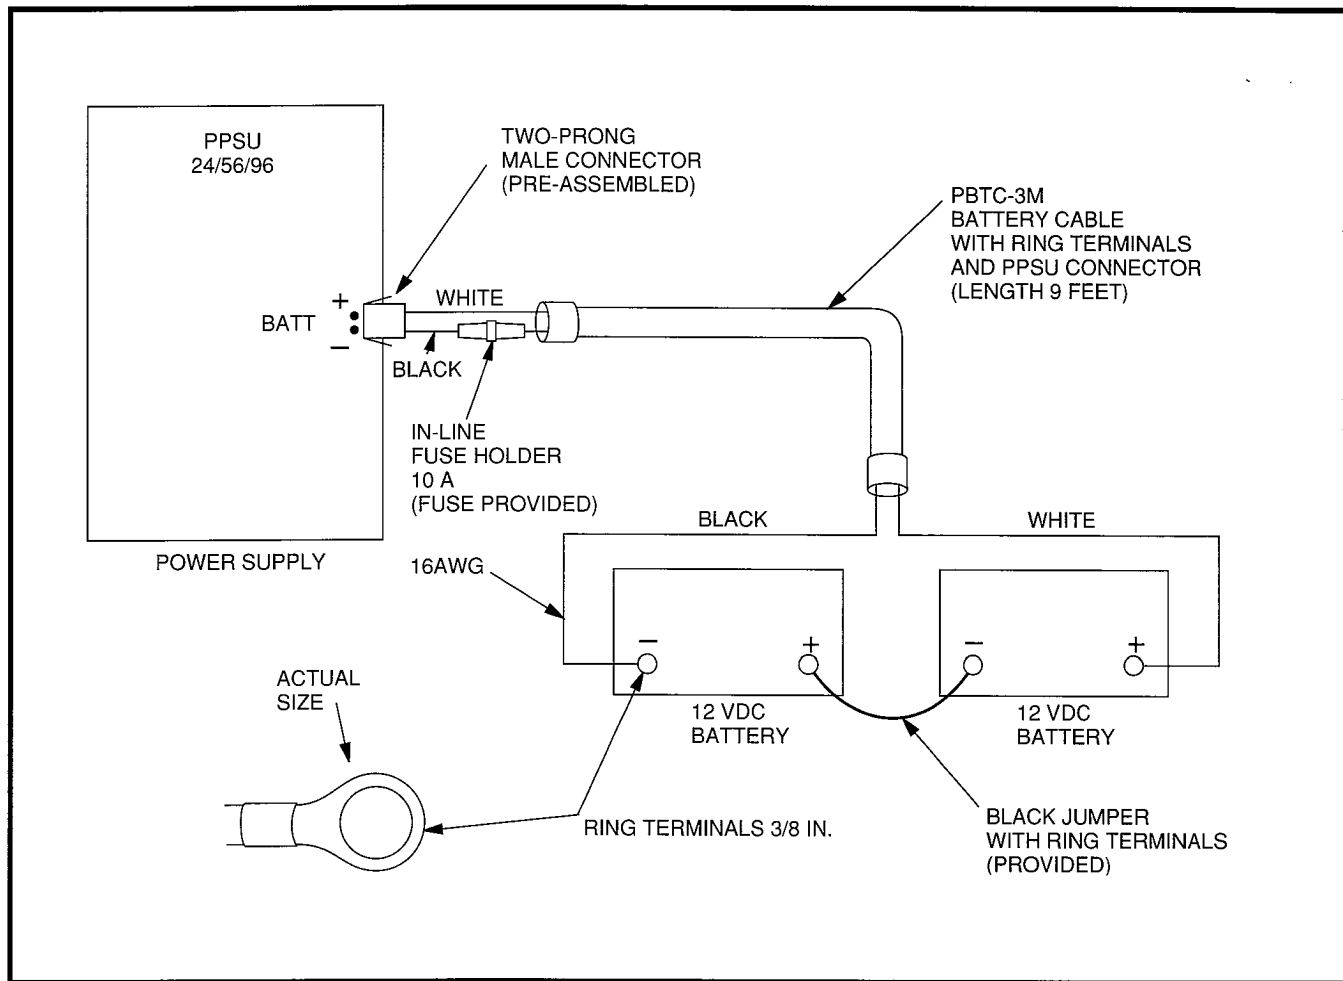 PPSU
24/56/96
TWO-PRONG
MALE CONNECTOR
(PRE-ASSEMBLED)
PBTC-3M
BATTERY CABLE
WITH RING TERMINALS
AND PPSU CONNECTOR
(LENGTH 9 FEET)
+
WHITE
BATT
−
BLACK
IN-LINE
FUSE HOLDER
10 A
(FUSE PROVIDED)
BLACK
WHITE
POWER SUPPLY
16AWG
−
+
−
+
ACTUAL
SIZE
12 VDC
BATTERY
12 VDC
BATTERY
RING TERMINALS 3/8 IN.
BLACK JUMPER
WITH RING TERMINALS
(PROVIDED)